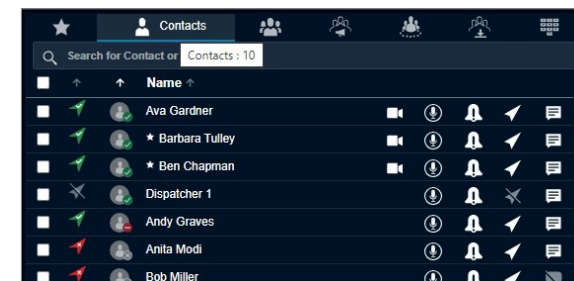 Contacts
Search for Contact or
Contacts : 10
Name
Ava Gardner
Barbara Tulley
Ben Chapman
Dispatcher 1
Andy Graves
Anita Modi
Bob Miller